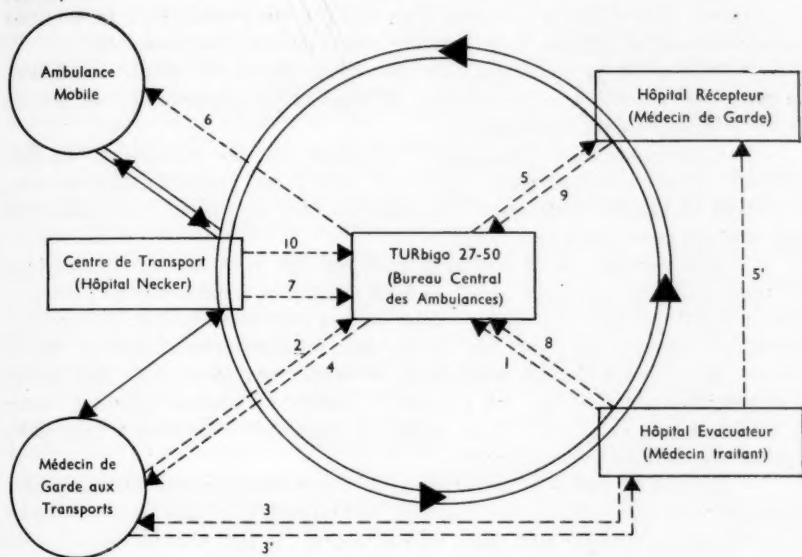 Ambulance
Mobile
6
Hôpital Récepteur
(Médecin de Garde)
5
9
Centre de Transport
(Hôpital Necker)
10
7
TURbigo 27-50
(Bureau Central
des Ambulances)
5'
2
4
8
1
Médecin de
Garde aux
Transports
Hôpital Evacuateur
(Médecin traitant)
3
3'